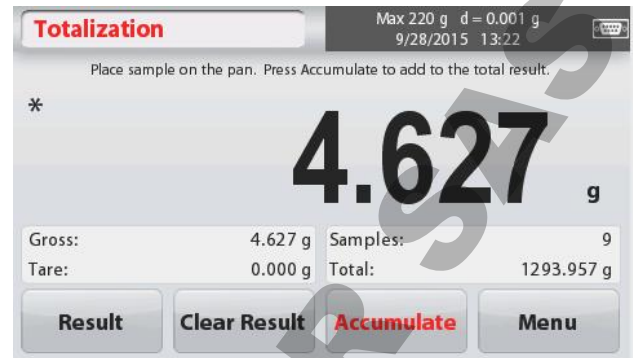 Totalization
Max 220 g d = 0.001 g
9/28/2015 13:22
Place sample on the pan. Press Accumulate to add to the total result.
*
4.627 g
Gross: 4.627 g Samples: 9
Tare: 0.000 g Total: 1293.957 g
Result Clear Result Accumulate Menu